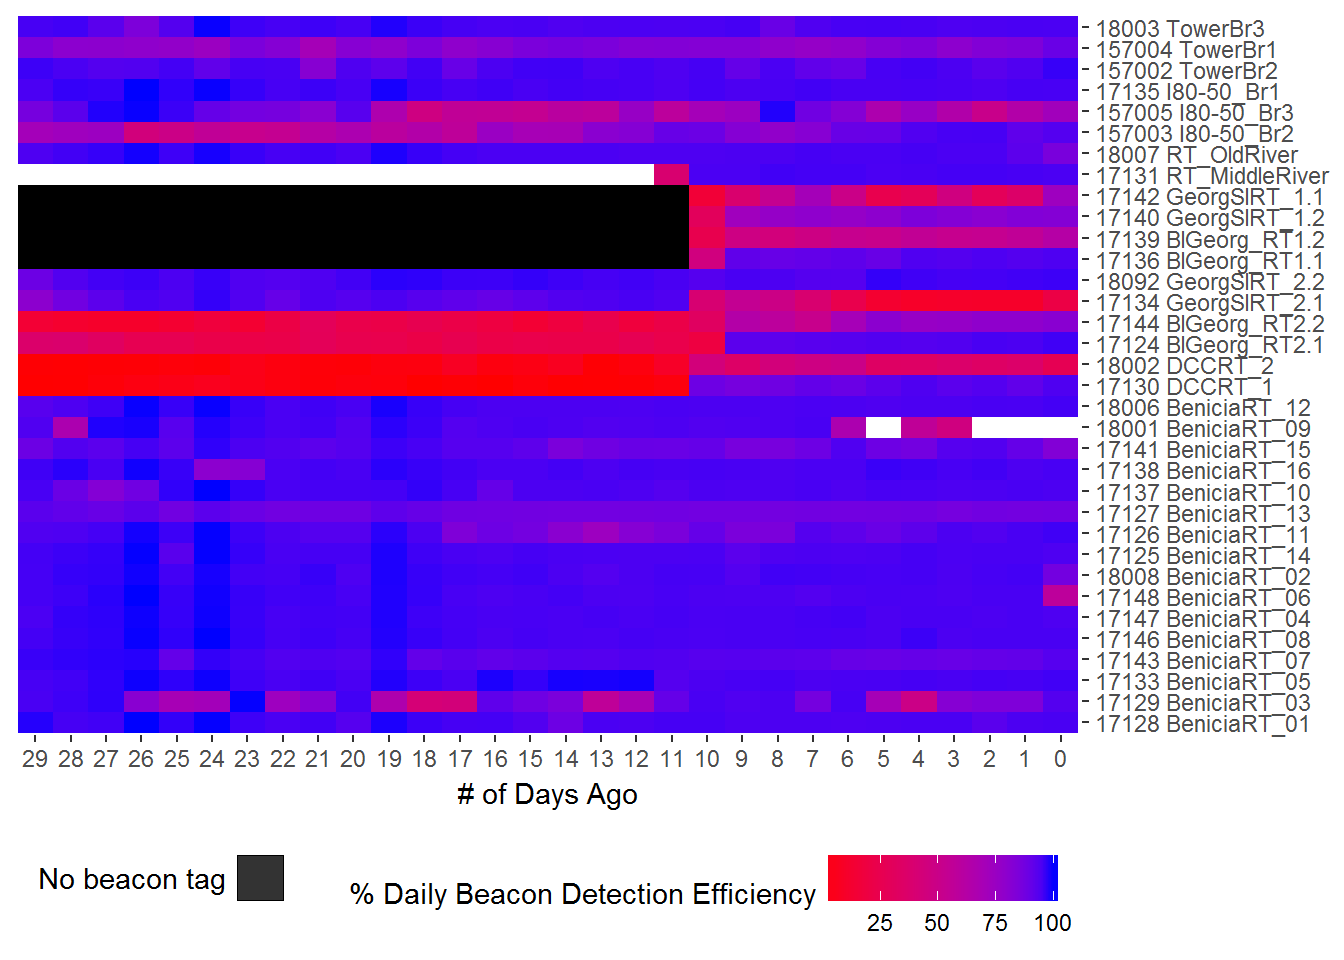 18003 TowerBr3
157004 TowerBr1
157002 TowerBr2
17135 I80-50_Br1
157005 I80-50_Br3
157003 I80-50_Br2
18007 RT_OldRiver
17131 RT_MiddleRiver
17142 GeorgSlRT_1.1
17140 GeorgSlRT_1.2
17139 BlGeorg_RT1.2
17136 BlGeorg_RT1.1
18092 GeorgSlRT_2.2
17134 GeorgSlRT_2.1
17144 BlGeorg_RT2.2
17124 BlGeorg_RT2.1
18002 DCCRT_2
17130 DCCRT_1
18006 BeniciaRT_12
18001 BeniciaRT_09
17141 BeniciaRT_15
17138 BeniciaRT_16
17137 BeniciaRT_10
17127 BeniciaRT_13
17126 BeniciaRT_11
17125 BeniciaRT_14
18008 BeniciaRT_02
17148 BeniciaRT_06
17147 BeniciaRT_04
17146 BeniciaRT_08
17143 BeniciaRT_07
17133 BeniciaRT_05
17129 BeniciaRT_03
17128 BeniciaRT_01
29 28 27 26 25 24 23 22 21 20 19 18 17 16 15 14 13 12 11 10 9 8 7 6 5 4 3 2 1 0
# of Days Ago
No beacon tag
% Daily Beacon Detection Efficiency
25 50 75 100